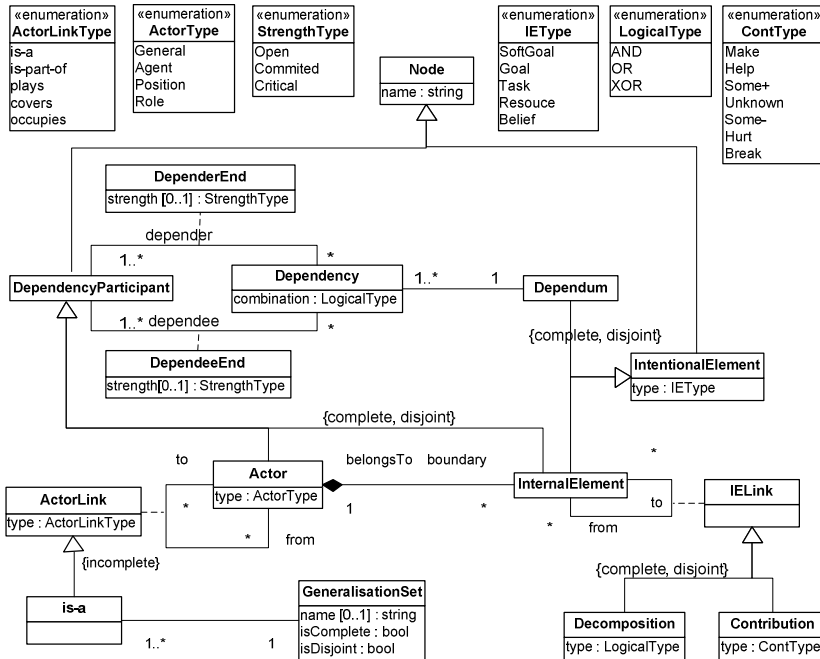 «enumeration»
ActorLinkType
is-a
is-part-of
plays
covers
occupies
«enumeration»
ActorType
General
Agent
Position
Role
«enumeration»
StrengthType
Open
Commited
Critical
«enumeration»
IEType
SoftGoal
Goal
Task
Resouce
Belief
«enumeration»
LogicalType
AND
OR
XOR
«enumeration»
ContType
Make
Help
Some+
Unknown
Some-
Hurt
Break
Node
name : string
DependerEnd
strength [0..1] : StrengthType
depender
1..*
*
DependencyParticipant
Dependency
combination : LogicalType
1..*
1
Dependum
1..*
dependee
*
{complete, disjoint}
DependeeEnd
strength[0..1] : StrengthType
IntentionalElement
type : IEType
{complete, disjoint}
to
Actor
type : ActorType
belongsTo
boundary
1
*
InternalElement
*
to
*
from
IELink
ActorLink
type : ActorLinkType
*
*
from
{incomplete}
{complete, disjoint}
is-a
1..*
1
GeneralisationSet
name [0..1] : string
isComplete : bool
isDisjoint : bool
Decomposition
type : LogicalType
Contribution
type : ContType